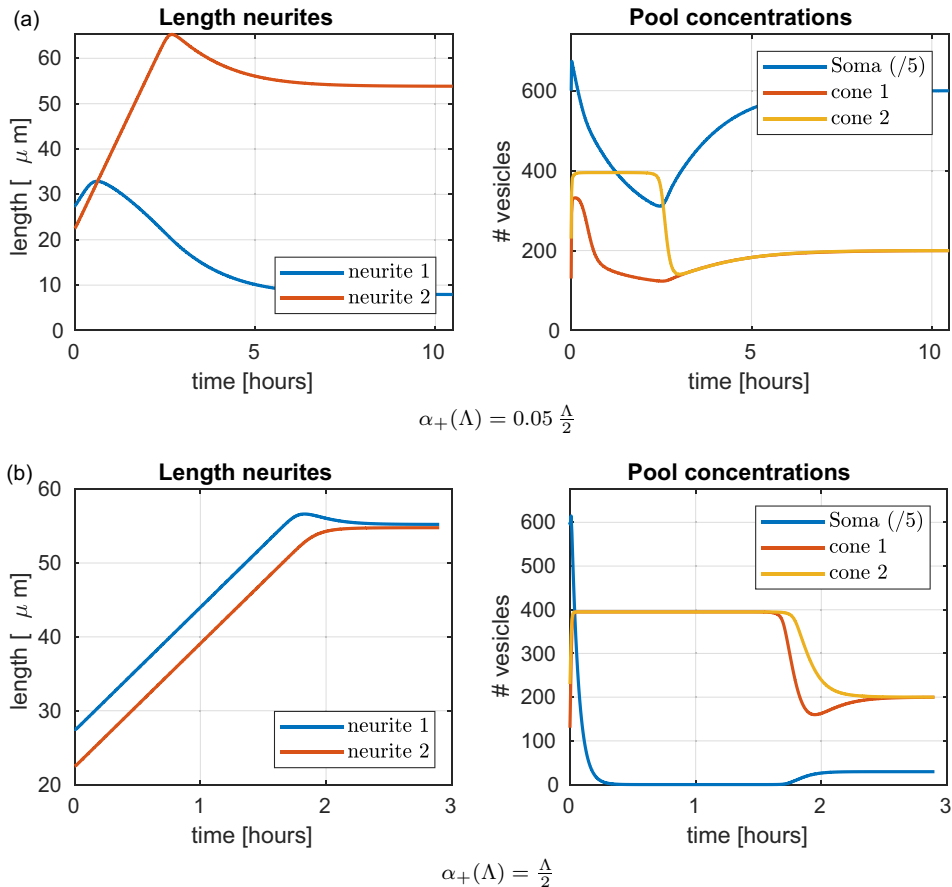 (a)
Length neurites
length [ μ m]
60
50
40
30
20
10
0
0 5 10
time [hours]
neurite 1
neurite 2
Pool concentrations
# vesicles
600
400
200
0
0 5 10
time [hours]
Soma (/5)
cone 1
cone 2
α₊(Λ) = 0.05 Λ/2
(b)
Length neurites
length [ μ m]
60
50
40
30
20
0 1 2 3
time [hours]
neurite 1
neurite 2
Pool concentrations
# vesicles
600
500
400
300
200
100
0
0 1 2 3
time [hours]
Soma (/5)
cone 1
cone 2
α₊(Λ) = Λ/2